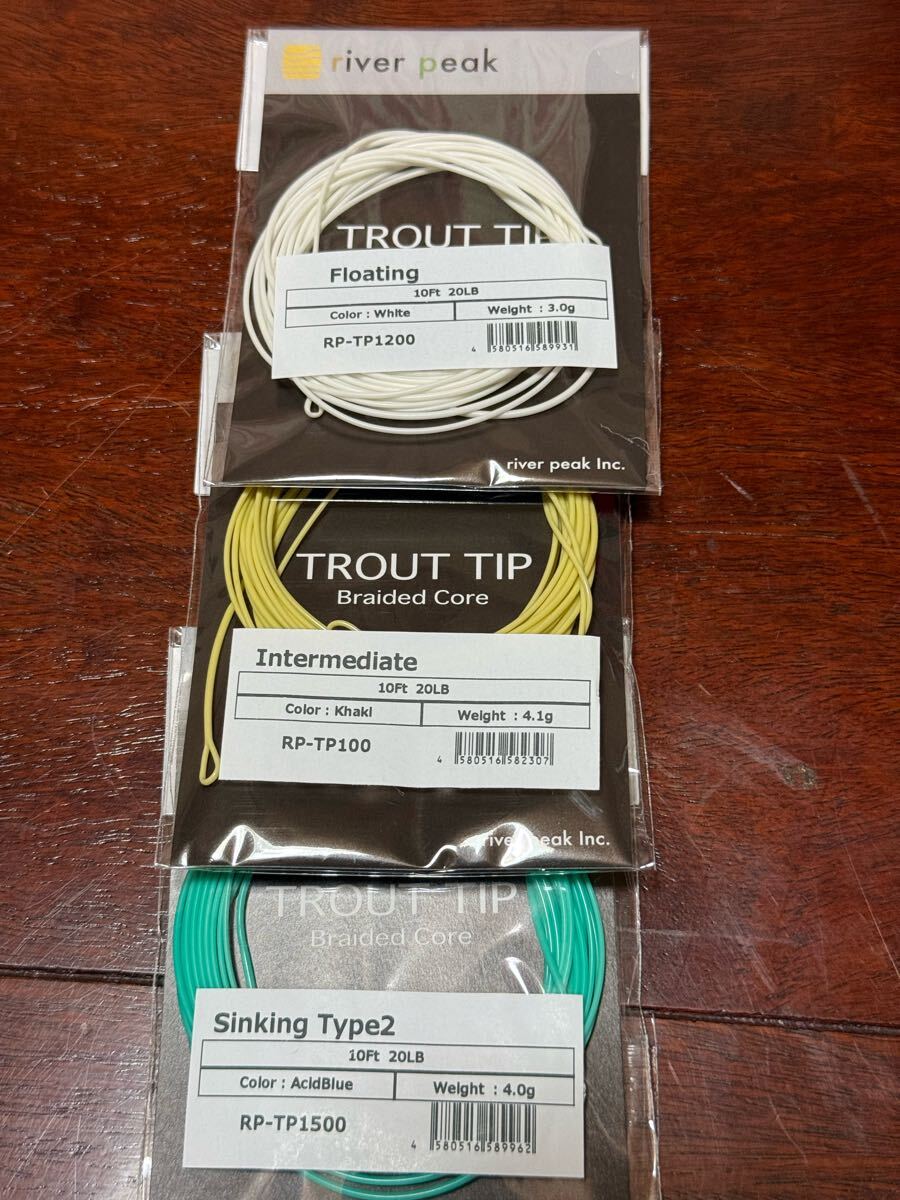 river peak
TROUT TIP
Floating
10Ft 20LB
Color : White
Weight : 3.0g
RP-TP1200
4 580516 589931
river peak Inc.
TROUT TIP
Braided Core
Intermediate
10Ft 20LB
Color : Khaki
Weight : 4.1g
RP-TP100
4 580516 582307
river peak Inc.
TROUT TIP
Braided Core
Sinking Type2
10Ft 20LB
Color : AcidBlue
Weight : 4.0g
RP-TP1500
4 580516 589962